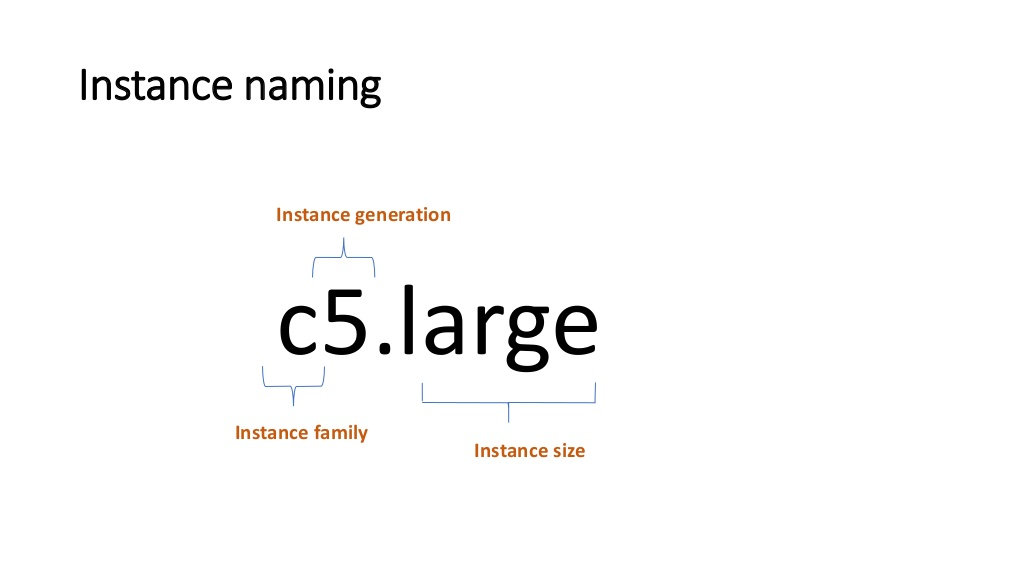 Instance naming
Instance generation
c5.large
Instance family
Instance size